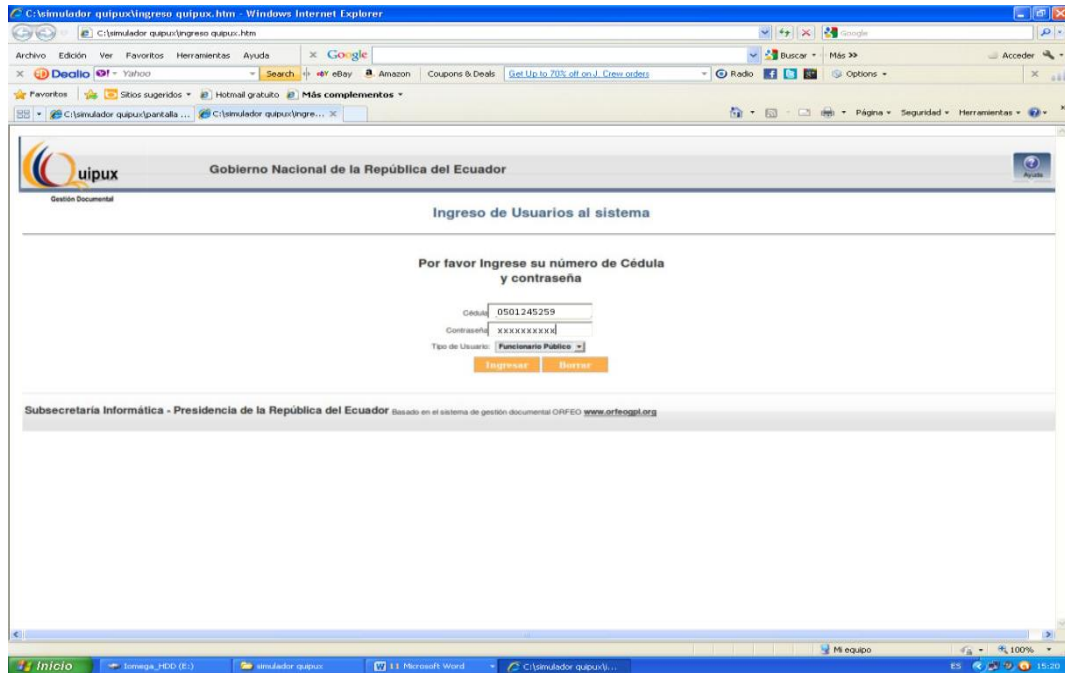 C:\simulador quipux\ingreso quipux.htm - Windows Internet Explorer
C:\simulador quipux\ingreso quipux.htm
Google
Archivo Edición Ver Favoritos Herramientas Ayuda
Google
Buscar Más >>
Acceder
Dealio Yahoo Search eBay Amazon Coupons & Deals Get Up to 70% off on J. Crew orders Radio Options
Favoritos Sitios sugeridos Hotmail gratuito Más complementos
C:\simulador quipux\pantalla ... C:\simulador quipux\ingre...
Página Seguridad Herramientas
Quipux
Gestión Documental
Gobierno Nacional de la República del Ecuador
Ayuda
Ingreso de Usuarios al sistema
Por favor Ingrese su número de Cédula
y contraseña
Cédula 0501245259
Contraseña xxxxxxxxxx
Tipo de Usuario: Funcionario Público
Ingresar Borrar
Subsecretaría Informática - Presidencia de la República del Ecuador Basado en el sistema de gestión documental ORFEO www.orfeogpl.org
Mi equipo 100%
Inicio Iomega_HDD (E:) simulador quipux 11 Microsoft Word C:\simulador quipux\i... ES 15:20